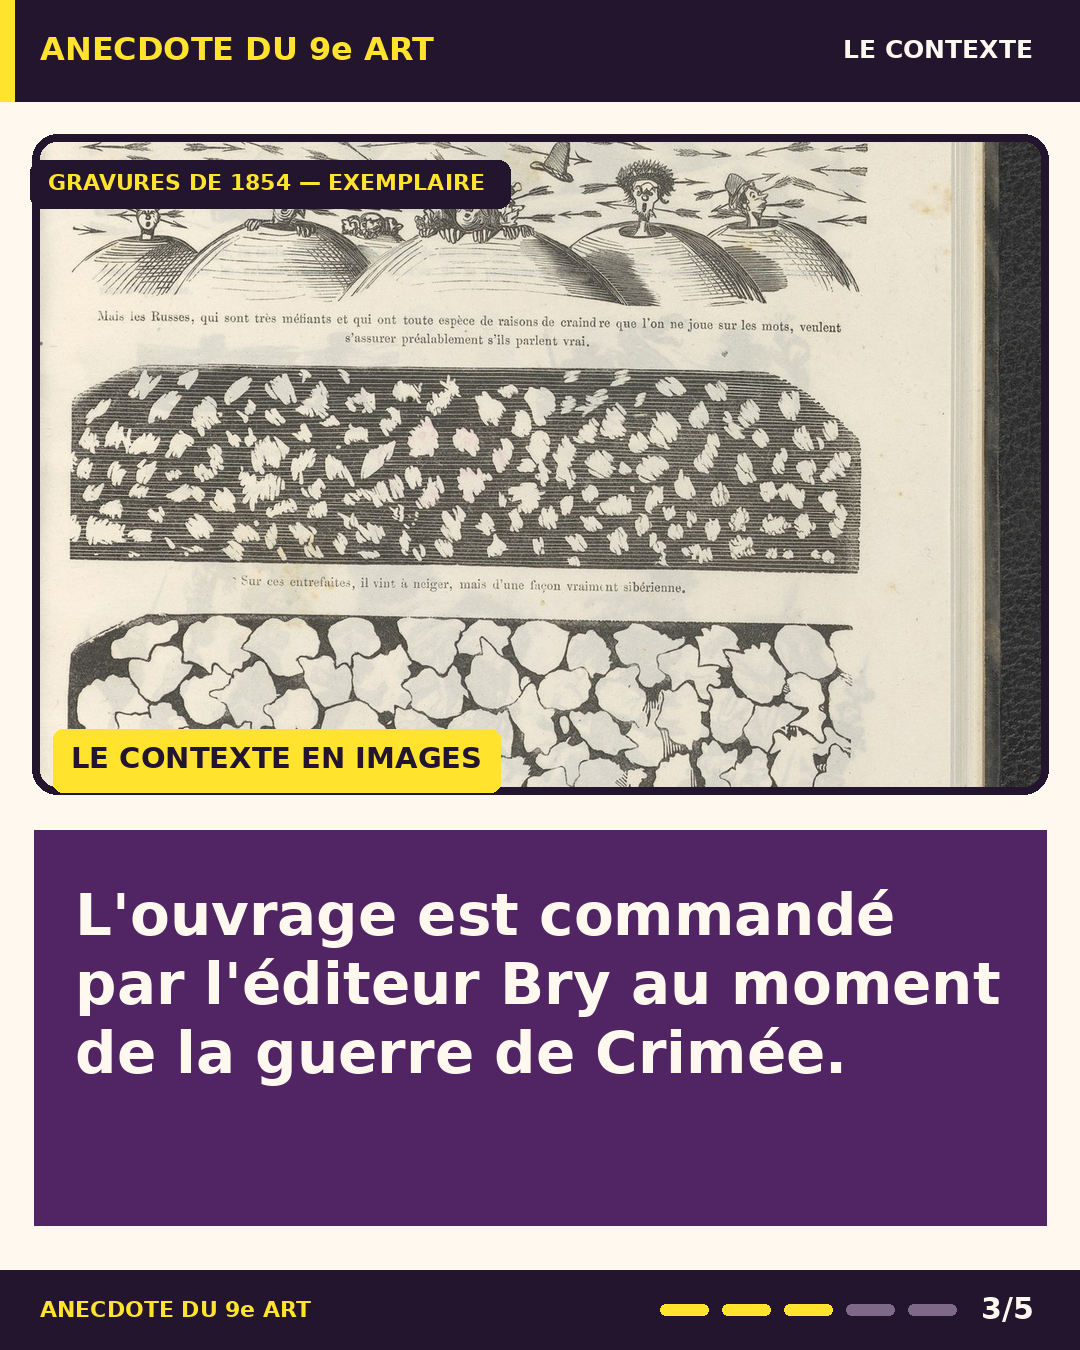 ANECDOTE DU 9e ART
LE CONTEXTE
GRAVURES DE 1854 — EXEMPLAIRE
Mais les Russes, qui sont très méfiants et qui ont toute espèce de raisons de craindre que l'on ne joue sur les mots, veulent
s'assurer préalablement s'ils parlent vrai.
Sur ces entrefaites, il vint à neiger, mais d'une façon vraiment sibérienne.
LE CONTEXTE EN IMAGES
L'ouvrage est commandé
par l'éditeur Bry au moment
de la guerre de Crimée.
ANECDOTE DU 9e ART
3/5